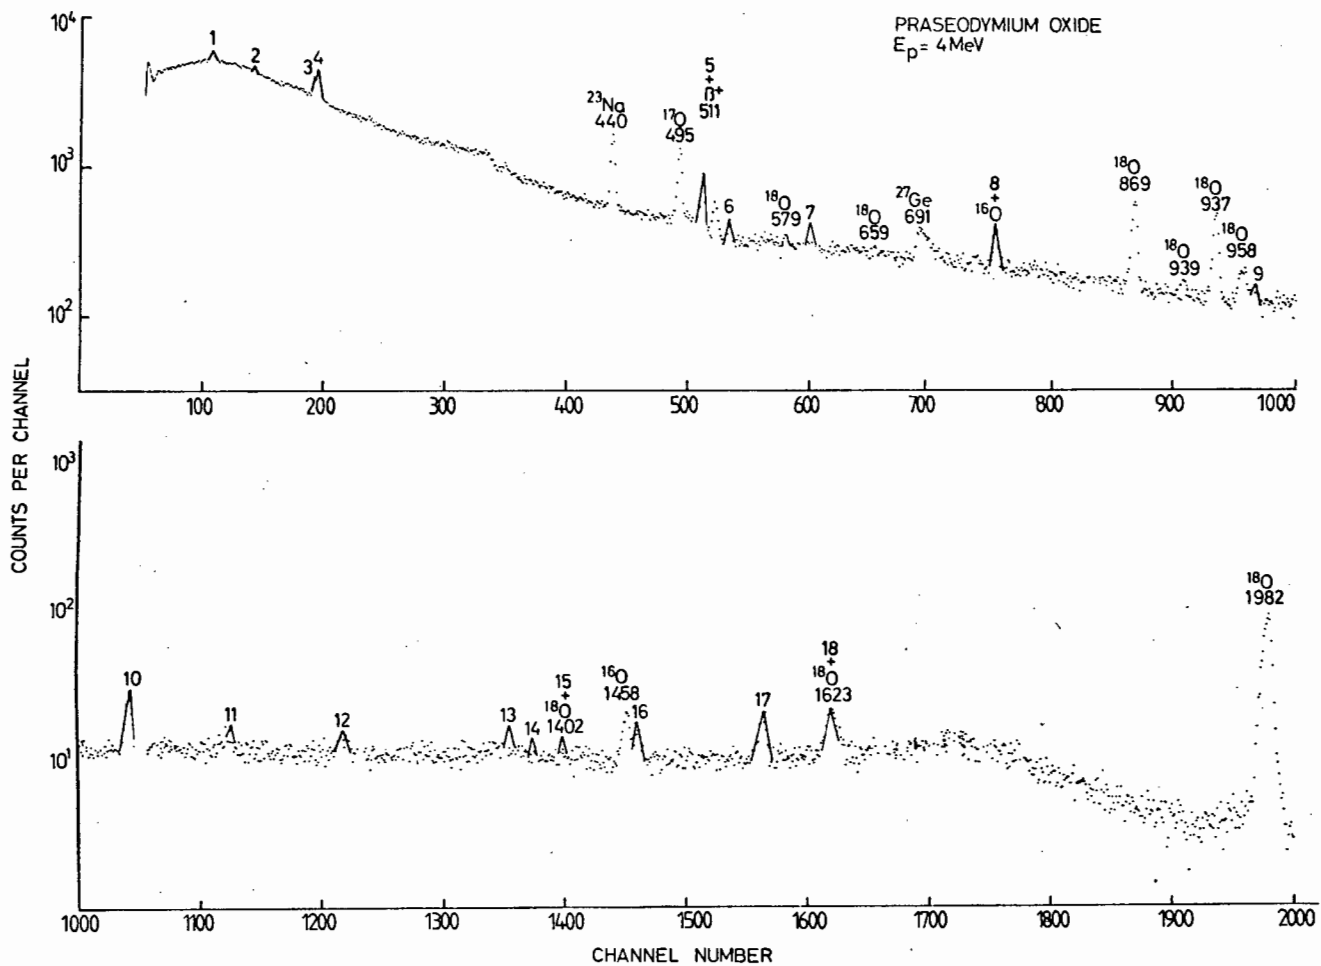 PRASEODYMIUM OXIDE
Ep= 4MeV
10⁴
10³
10²
1
2
3 4
²³Na
440
¹⁷O
495
5
+
β⁺
511
6
¹⁸O
579
7
¹⁸O
659
²⁷Ge
691
8
+
¹⁶O
¹⁸O
869
¹⁸O
939
¹⁸O
937
¹⁸O
958
9
100 200 300 400 500 600 700 800 900 1000
COUNTS PER CHANNEL
10³
10²
10¹
10
11
12
13
14
15
+
¹⁸O
1402
¹⁶O
1458
16
17
18
+
¹⁸O
1623
¹⁸O
1982
1000 1100 1200 1300 1400 1500 1600 1700 1800 1900 2000
CHANNEL NUMBER